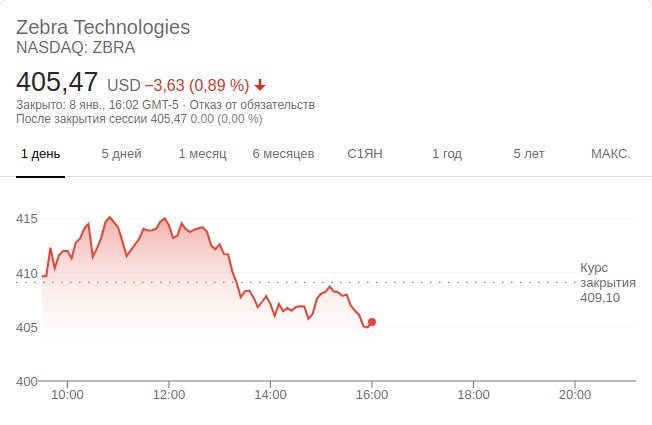 Zebra Technologies
NASDAQ: ZBRA
405,47 USD −3,63 (0,89 %)
Закрыто: 8 янв., 16:02 GMT-5 · Отказ от обязательств
После закрытия сессии 405,47 0,00 (0,00 %)
1 день 5 дней 1 месяц 6 месяцев С1ЯН 1 год 5 лет МАКС.
415
410
405
400
Курс
закрытия
409,10
10:00 12:00 14:00 16:00 18:00 20:00